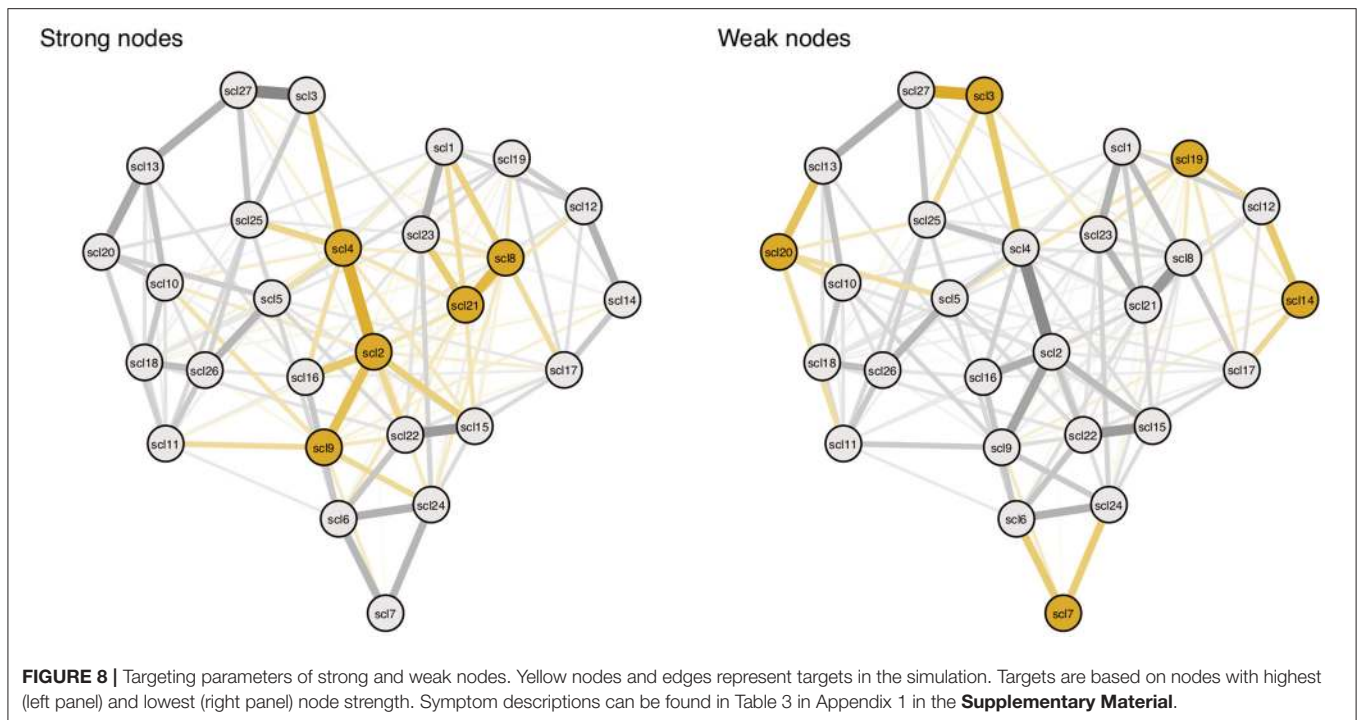 Strong nodes
Weak nodes
scl27
scl3
scl1
scl19
scl13
scl12
scl25
scl23
scl4
scl20
scl8
scl10
scl5
scl21
scl14
scl2
scl18
scl26
scl16
scl17
scl15
scl22
scl11
scl9
scl24
scl6
scl7
scl27
scl3
scl1
scl19
scl13
scl12
scl25
scl23
scl4
scl20
scl8
scl10
scl5
scl21
scl14
scl2
scl18
scl26
scl16
scl17
scl15
scl22
scl11
scl9
scl24
scl6
scl7
FIGURE 8 | Targeting parameters of strong and weak nodes. Yellow nodes and edges represent targets in the simulation. Targets are based on nodes with highest
(left panel) and lowest (right panel) node strength. Symptom descriptions can be found in Table 3 in Appendix 1 in the Supplementary Material.